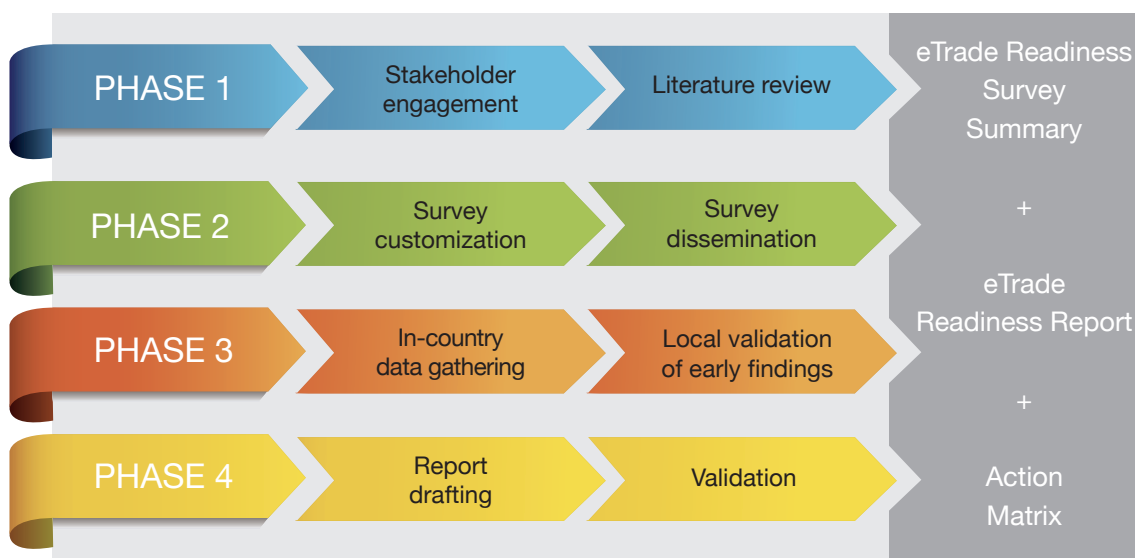 PHASE 1
Stakeholder
engagement
Literature review
PHASE 2
Survey
customization
Survey
dissemination
PHASE 3
In-country
data gathering
Local validation
of early findings
PHASE 4
Report
drafting
Validation
eTrade Readiness
Survey
Summary
+
eTrade
Readiness Report
+
Action
Matrix